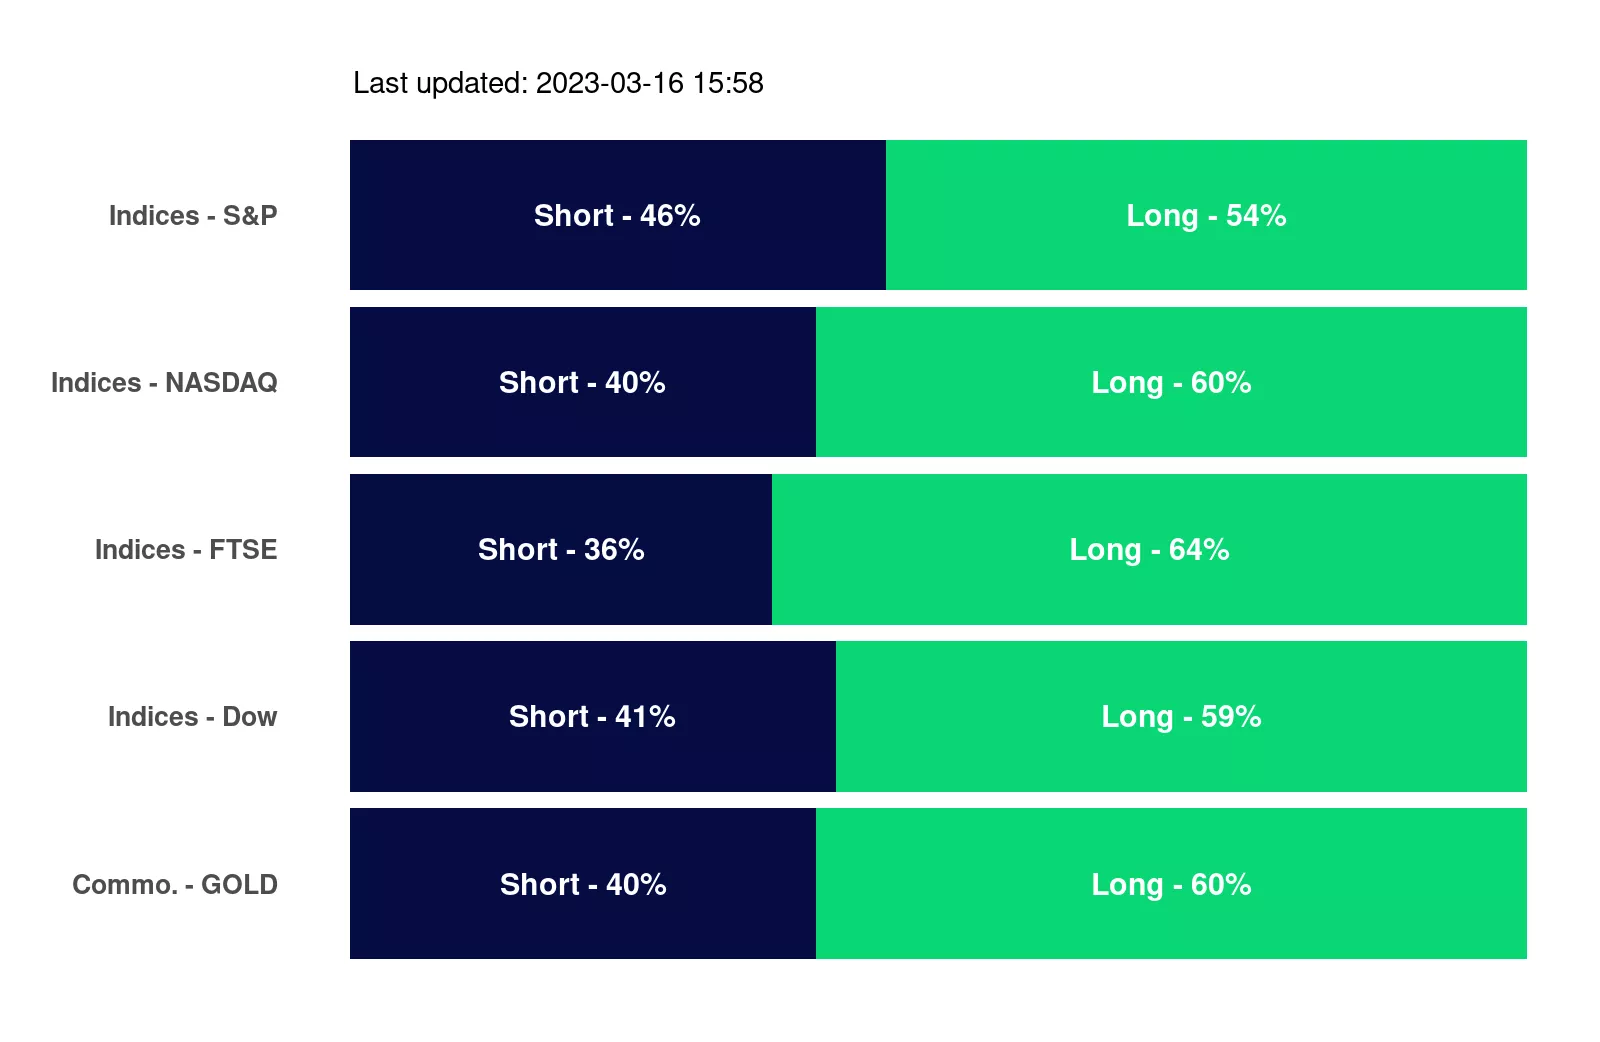 Last updated: 2023-03-16 15:58
Indices - S&P Short - 46% Long - 54%
Indices - NASDAQ Short - 40% Long - 60%
Indices - FTSE Short - 36% Long - 64%
Indices - Dow Short - 41% Long - 59%
Commo. - GOLD Short - 40% Long - 60%